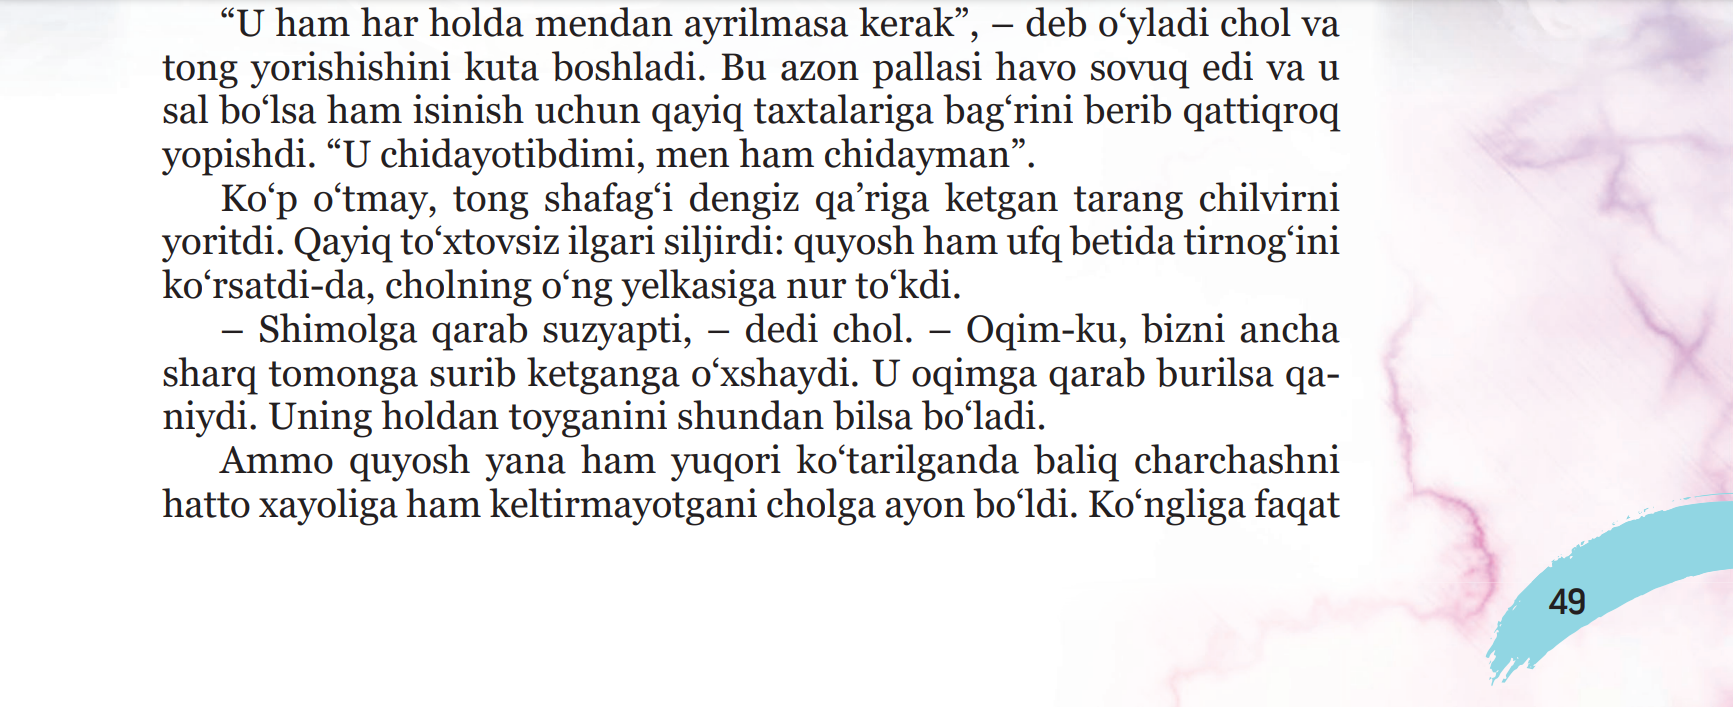 “U ham har holda mendan ayrilmasa kerak”, – deb o‘yladi chol va
tong yorishishini kuta boshladi. Bu azon pallasi havo sovuq edi va u
sal bo‘lsa ham isinish uchun qayiq taxtalariga bag‘rini berib qattiqroq
yopishdi. “U chidayotibdimi, men ham chidayman”.
Ko‘p o‘tmay, tong shafag‘i dengiz qa’riga ketgan tarang chilvirni
yoritdi. Qayiq to‘xtovsiz ilgari siljirdi: quyosh ham ufq betida tirnog‘ini
ko‘rsatdi-da, cholning o‘ng yelkasiga nur to‘kdi.
– Shimolga qarab suzyapti, – dedi chol. – Oqim-ku, bizni ancha
sharq tomonga surib ketganga o‘xshaydi. U oqimga qarab burilsa qa-
niydi. Uning holdan toyganini shundan bilsa bo‘ladi.
Ammo quyosh yana ham yuqori ko‘tarilganda baliq charchashni
hatto xayoliga ham keltirmayotgani cholga ayon bo‘ldi. Ko‘ngliga faqat
49